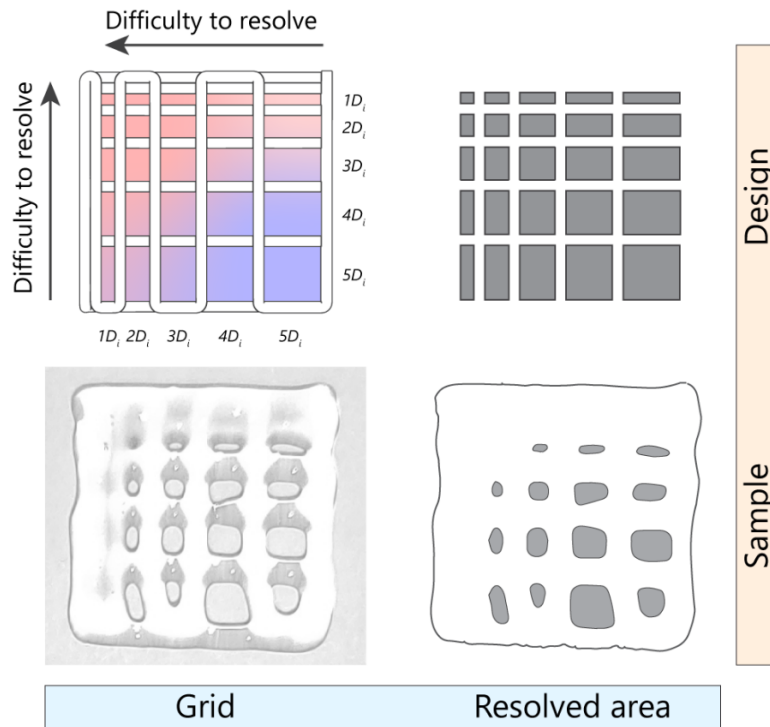 Difficulty to resolve
Difficulty to resolve
1Dᵢ
2Dᵢ
3Dᵢ
4Dᵢ
5Dᵢ
1Dᵢ 2Dᵢ 3Dᵢ 4Dᵢ 5Dᵢ
Design
Sample
Grid
Resolved area